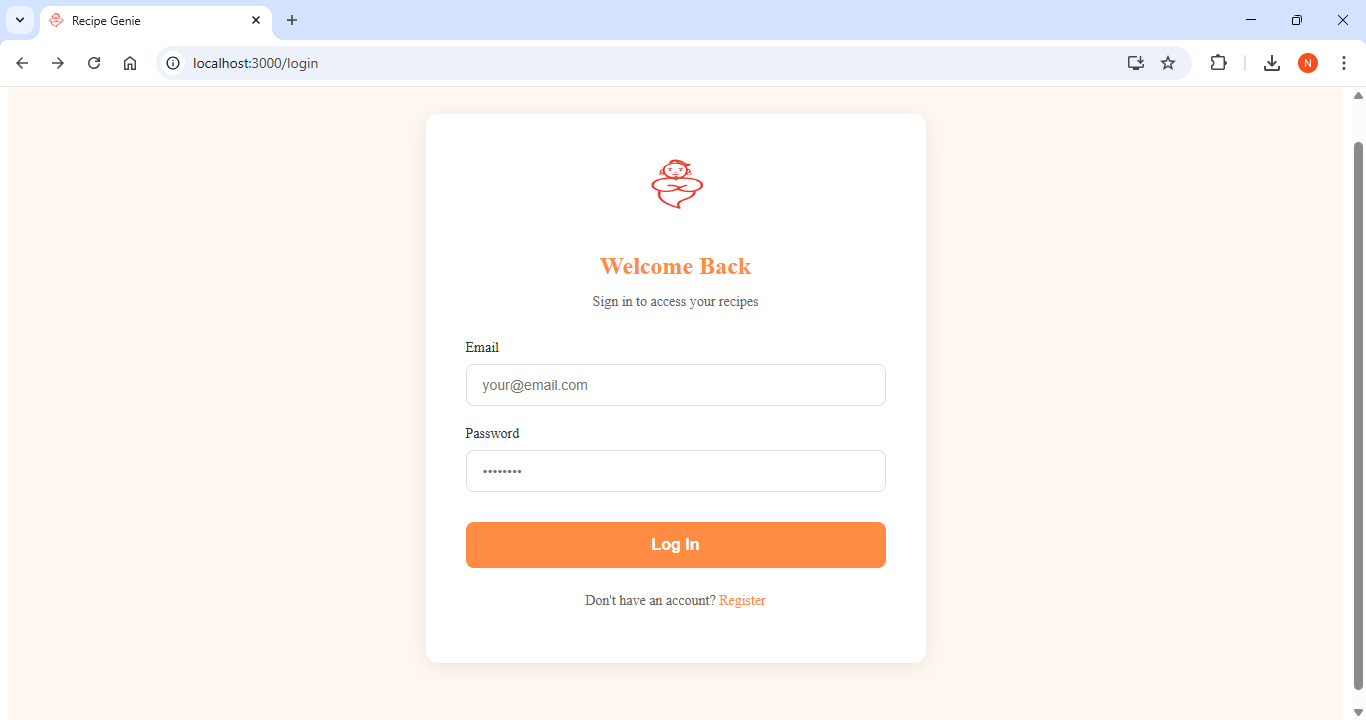 Recipe Genie
localhost:3000/login
N
Welcome Back
Sign in to access your recipes
Email
your@email.com
Password
••••••••
Log In
Don't have an account? Register